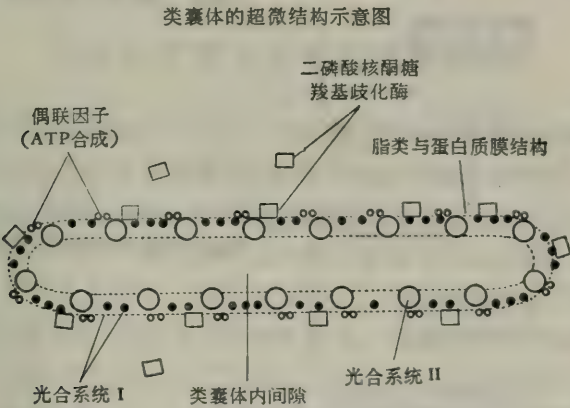 类囊体的超微结构示意图
二磷酸核酮糖
羧基歧化酶
偶联因子
(ATP合成)
脂类与蛋白质膜结构
光合系统 I
类囊体内间隙
光合系统 II